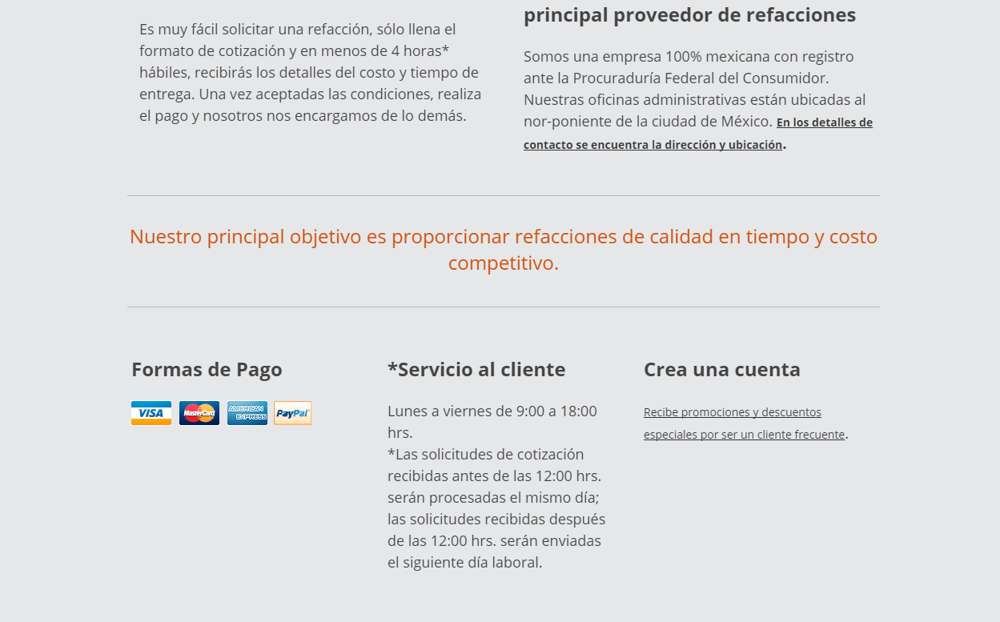 Es muy fácil solicitar una refacción, sólo llena el
formato de cotización y en menos de 4 horas*
hábiles, recibirás los detalles del costo y tiempo de
entrega. Una vez aceptadas las condiciones, realiza
el pago y nosotros nos encargamos de lo demás.
principal proveedor de refacciones
Somos una empresa 100% mexicana con registro
ante la Procuraduría Federal del Consumidor.
Nuestras oficinas administrativas están ubicadas al
nor-poniente de la ciudad de México. En los detalles de
contacto se encuentra la dirección y ubicación.
Nuestro principal objetivo es proporcionar refacciones de calidad en tiempo y costo
competitivo.
Formas de Pago
VISA MasterCard AMERICAN EXPRESS PayPal
*Servicio al cliente
Lunes a viernes de 9:00 a 18:00
hrs.
*Las solicitudes de cotización
recibidas antes de las 12:00 hrs.
serán procesadas el mismo día;
las solicitudes recibidas después
de las 12:00 hrs. serán enviadas
el siguiente día laboral.
Crea una cuenta
Recibe promociones y descuentos
especiales por ser un cliente frecuente.